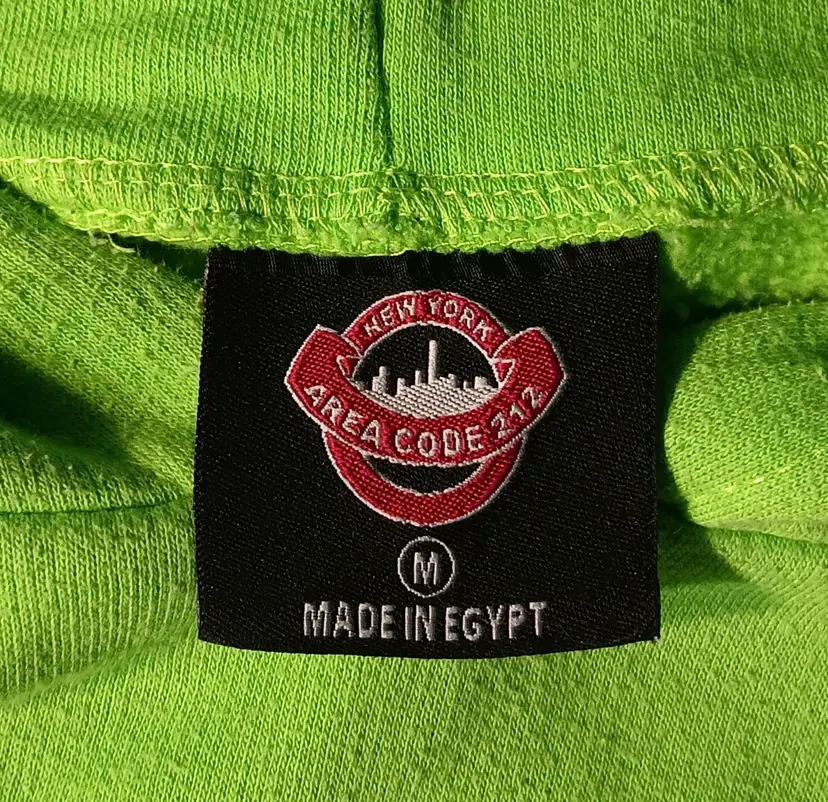 NEW YORK
AREA CODE 212
M
MADE IN EGYPT